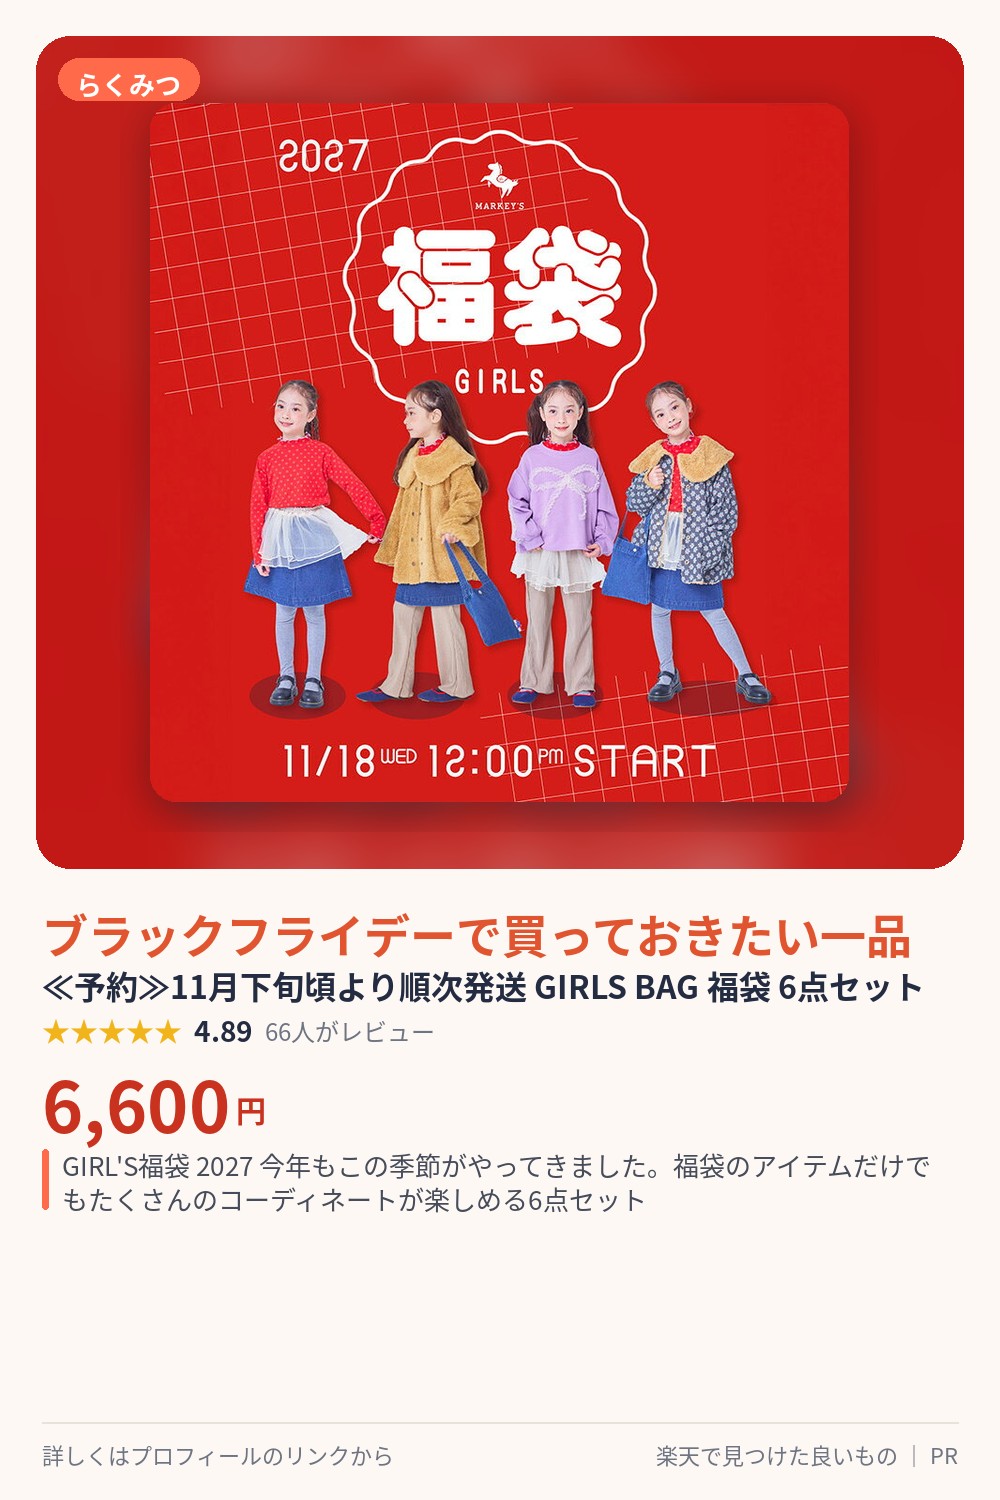 らくみつ
2027
MARKEY'S
福袋
GIRLS
11/18 WED 12:00 PM START
ブラックフライデーで買っておきたい一品
≪予約≫11月下旬頃より順次発送 GIRLS BAG 福袋 6点セット
★★★★★ 4.89 66人がレビュー
6,600円
GIRL'S福袋 2027 今年もこの季節がやってきました。福袋のアイテムだけで
もたくさんのコーディネートが楽しめる6点セット
詳しくはプロフィールのリンクから
楽天で見つけた良いもの | PR